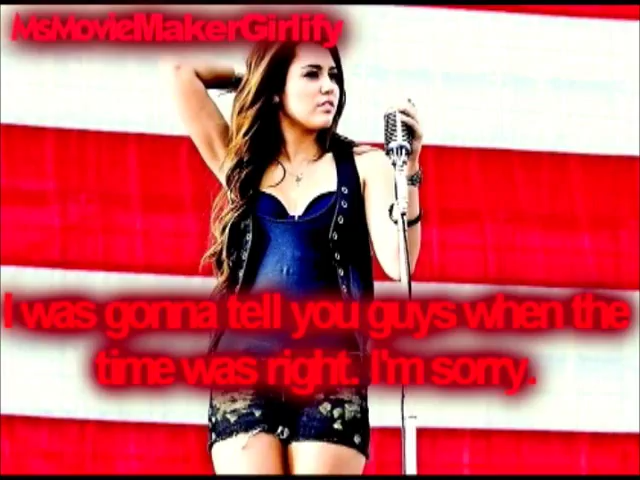 MsMovieMakerGirlify
I was gonna tell you guys when the
time was right. I'm sorry.